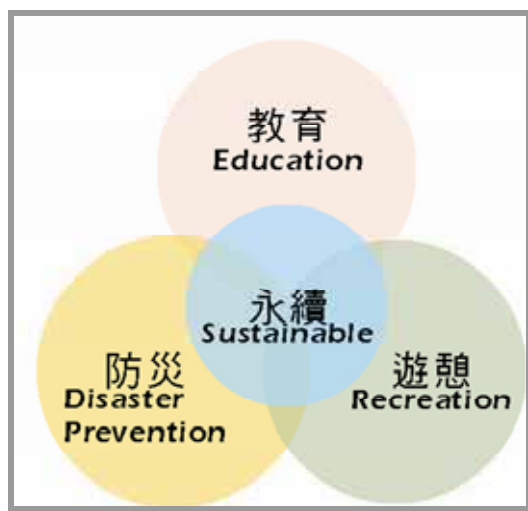 教育
Education
永續
Sustainable
防災
Disaster
Prevention
遊憩
Recreation